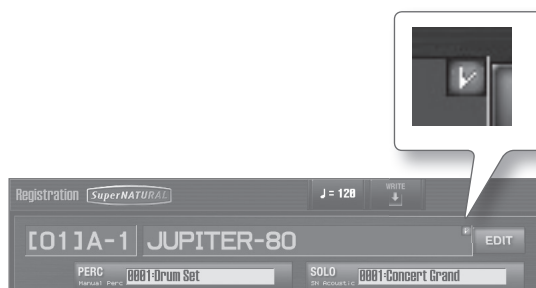 Registration SuperNATURAL ♩= 120 WRITE
[01]A-1 JUPITER-80 EDIT
PERC 0001:Drum Set SOLO 0001:Concert Grand
Manual Perc SN Acoustic